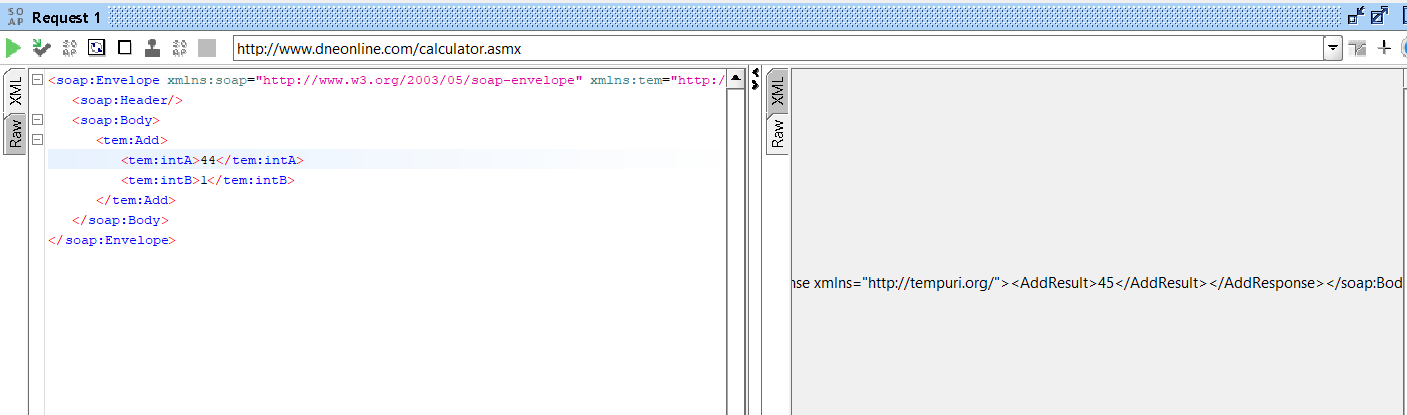 SO
AP
Request 1
http://www.dneonline.com/calculator.asmx
XML
Raw
<soap:Envelope xmlns:soap="http://www.w3.org/2003/05/soap-envelope" xmlns:tem="http:/
<soap:Header/>
<soap:Body>
<tem:Add>
<tem:intA>44</tem:intA>
<tem:intB>1</tem:intB>
</tem:Add>
</soap:Body>
</soap:Envelope>
XML
Raw
nse xmlns="http://tempuri.org/"><AddResult>45</AddResult></AddResponse></soap:Bod